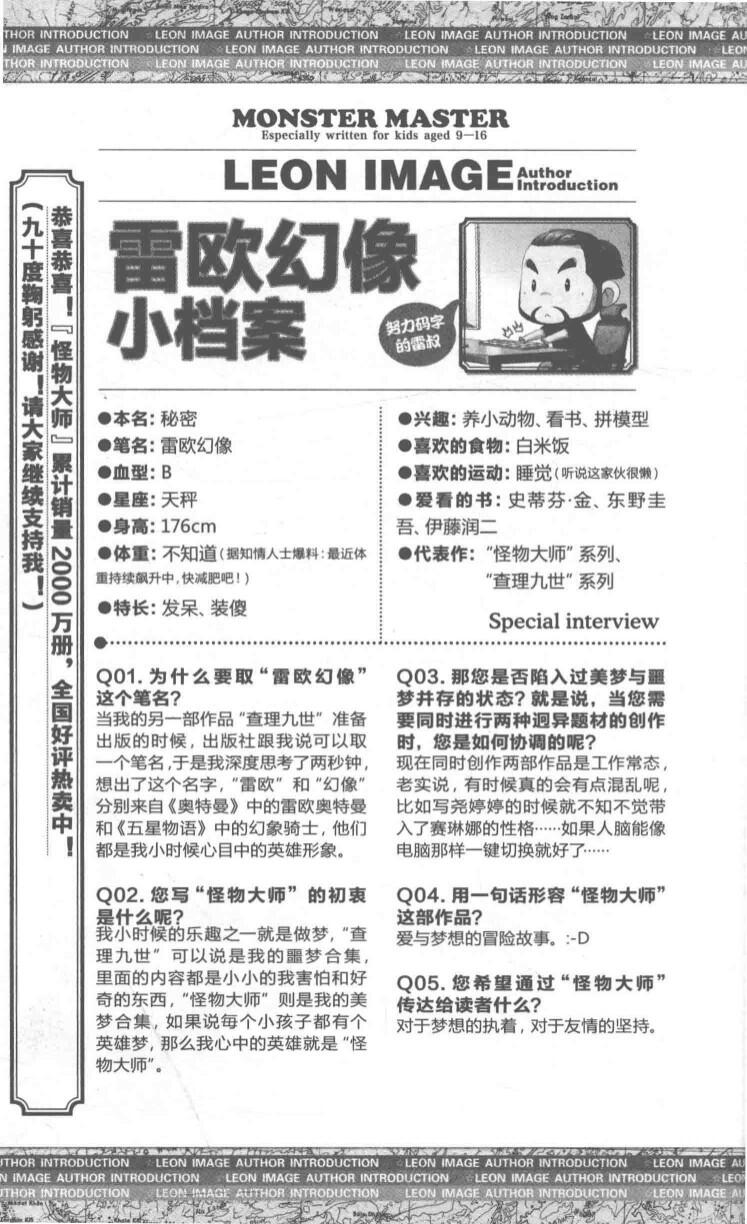 THOR INTRODUCTION ☆LEON IMAGE AUTHOR INTRODUCTION ☆LEON IMAGE AUTHOR INTRODUCTION ☆LEON IMAGE AU
N IMAGE AUTHOR INTRODUCTION ☆LEON IMAGE AUTHOR INTRODUCTION ☆LEON IMAGE AUTHOR INTRODUCTION ☆LEO
THOR INTRODUCTION ☆LEON IMAGE AUTHOR INTRODUCTION ☆LEON IMAGE AUTHOR INTRODUCTION ☆LEON IMAGE AU
MONSTER MASTER
Especially written for kids aged 9—16
LEON IMAGE Author
Introduction
恭喜恭喜！『怪物大师』累计销量 2000 万册，全国好评热卖中！
（九十度鞠躬感谢！请大家继续支持我！）
雷欧幻像
小档案
努力码字
的雷叔
●本名：秘密
●笔名：雷欧幻像
●血型：B
●星座：天秤
●身高：176cm
●体重：不知道（据知情人士爆料：最近体
重持续飙升中，快减肥吧！）
●特长：发呆、装傻
●兴趣：养小动物、看书、拼模型
●喜欢的食物：白米饭
●喜欢的运动：睡觉（听说这家伙很懒）
●爱看的书：史蒂芬·金、东野圭
吾、伊藤润二
●代表作：“怪物大师”系列、
“查理九世”系列
Special interview
Q01. 为什么要取“雷欧幻像”
这个笔名？
当我的另一部作品“查理九世”准备
出版的时候，出版社跟我说可以取
一个笔名，于是我深度思考了两秒钟，
想出了这个名字，“雷欧”和“幻像”
分别来自《奥特曼》中的雷欧奥特曼
和《五星物语》中的幻象骑士，他们
都是我小时候心目中的英雄形象。
Q02. 您写“怪物大师”的初衷
是什么呢？
我小时候的乐趣之一就是做梦，“查
理九世”可以说是我的噩梦合集，
里面的内容都是小小的我害怕和好
奇的东西，“怪物大师”则是我的美
梦合集，如果说每个小孩子都有个
英雄梦，那么我心中的英雄就是“怪
物大师”。
Q03. 那您是否陷入过美梦与噩
梦并存的状态？就是说，当您需
要同时进行两种迥异题材的创作
时，您是如何协调的呢？
现在同时创作两部作品是工作常态，
老实说，有时候真的会有点混乱呢，
比如写尧婷婷的时候就不知不觉带
入了赛琳娜的性格……如果人脑能像
电脑那样一键切换就好了……
Q04. 用一句话形容“怪物大师”
这部作品？
爱与梦想的冒险故事。:-D
Q05. 您希望通过“怪物大师”
传达给读者什么？
对于梦想的执着，对于友情的坚持。
UTHOR INTRODUCTION ☆LEON IMAGE AUTHOR INTRODUCTION ☆LEON IMAGE AUTHOR INTRODUCTION ☆LEON IMAGE AU
N IMAGE AUTHOR INTRODUCTION ☆LEON IMAGE AUTHOR INTRODUCTION ☆LEON IMAGE AUTHOR INTRODUCTION ☆LEO
UTHOR INTRODUCTION ☆LEON IMAGE AUTHOR INTRODUCTION ☆LEON IMAGE AUTHOR INTRODUCTION ☆LEON IMAGE AU